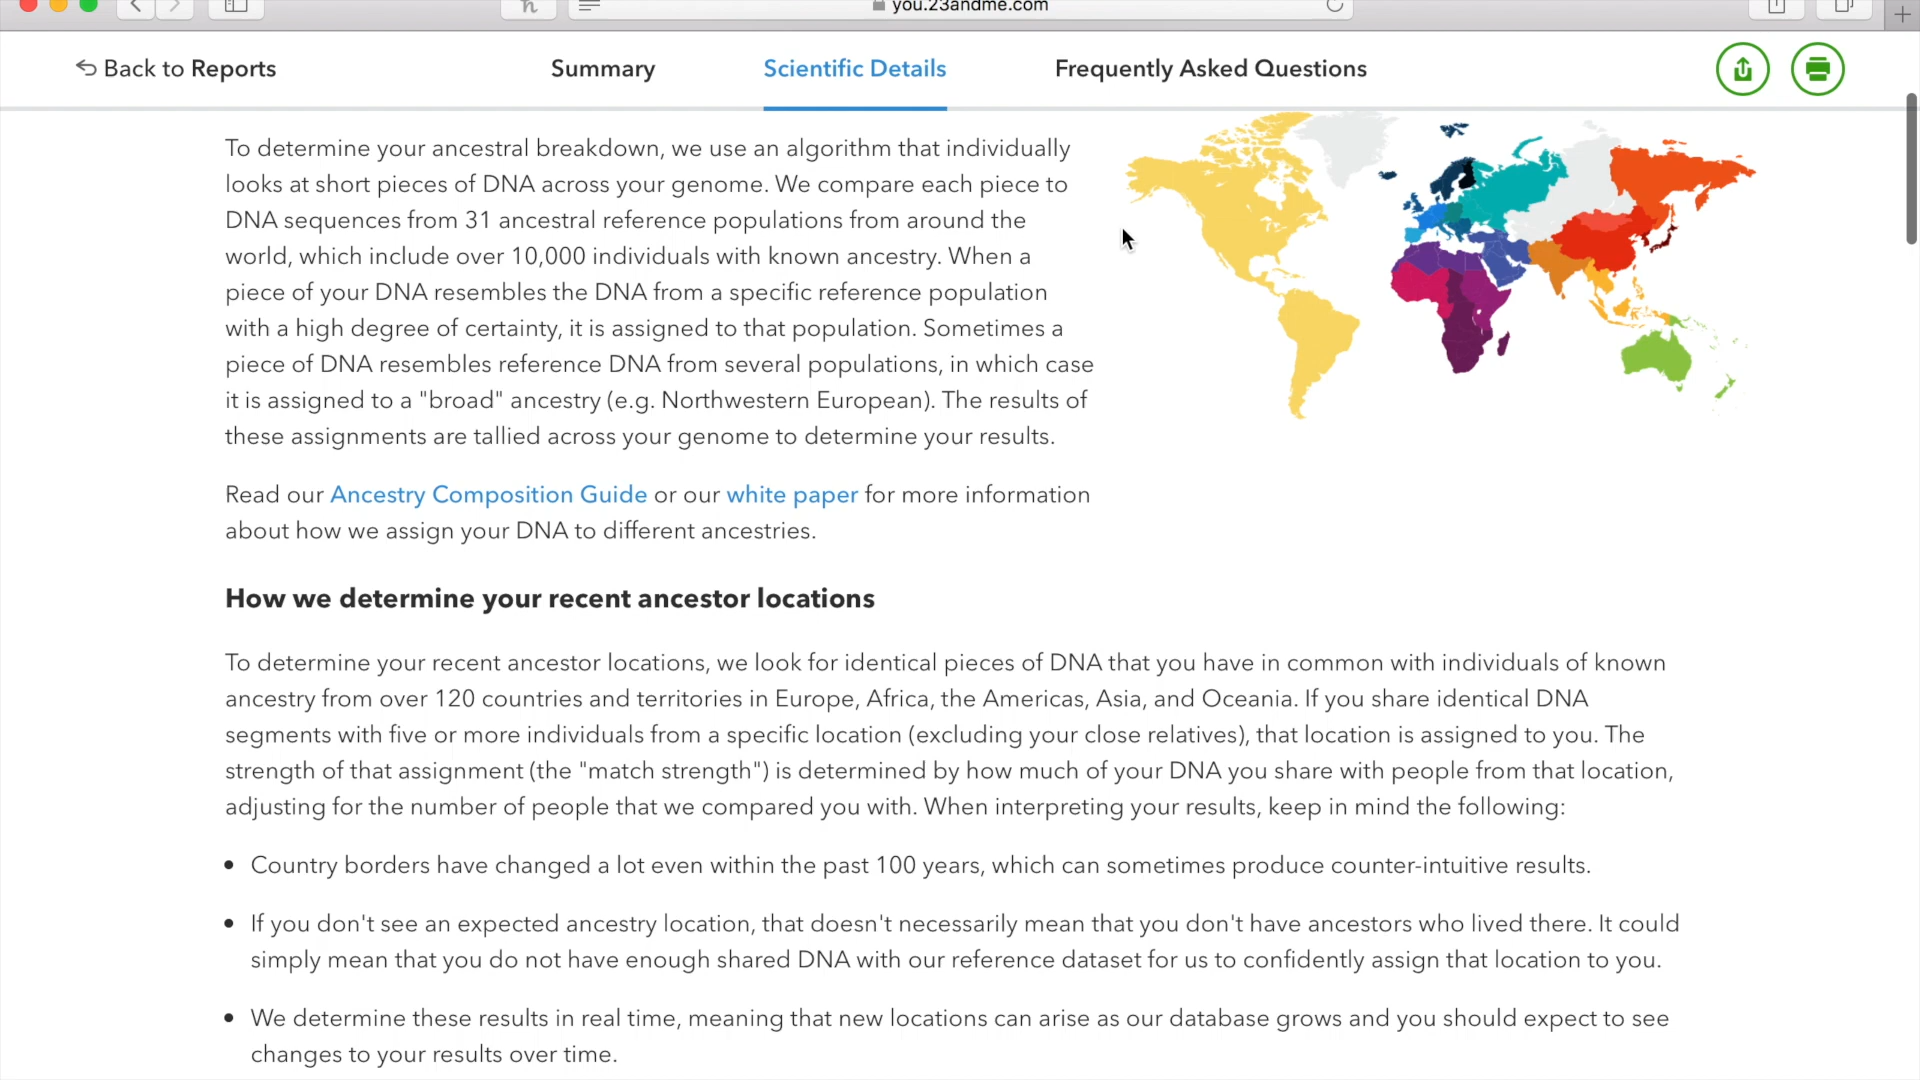 you.23andme.com
Back to Reports
Summary
Scientific Details
Frequently Asked Questions
To determine your ancestral breakdown, we use an algorithm that individually
looks at short pieces of DNA across your genome. We compare each piece to
DNA sequences from 31 ancestral reference populations from around the
world, which include over 10,000 individuals with known ancestry. When a
piece of your DNA resembles the DNA from a specific reference population
with a high degree of certainty, it is assigned to that population. Sometimes a
piece of DNA resembles reference DNA from several populations, in which case
it is assigned to a "broad" ancestry (e.g. Northwestern European). The results of
these assignments are tallied across your genome to determine your results.
Read our Ancestry Composition Guide or our white paper for more information
about how we assign your DNA to different ancestries.
How we determine your recent ancestor locations
To determine your recent ancestor locations, we look for identical pieces of DNA that you have in common with individuals of known
ancestry from over 120 countries and territories in Europe, Africa, the Americas, Asia, and Oceania. If you share identical DNA
segments with five or more individuals from a specific location (excluding your close relatives), that location is assigned to you. The
strength of that assignment (the "match strength") is determined by how much of your DNA you share with people from that location,
adjusting for the number of people that we compared you with. When interpreting your results, keep in mind the following:
• Country borders have changed a lot even within the past 100 years, which can sometimes produce counter-intuitive results.
• If you don't see an expected ancestry location, that doesn't necessarily mean that you don't have ancestors who lived there. It could
simply mean that you do not have enough shared DNA with our reference dataset for us to confidently assign that location to you.
• We determine these results in real time, meaning that new locations can arise as our database grows and you should expect to see
changes to your results over time.